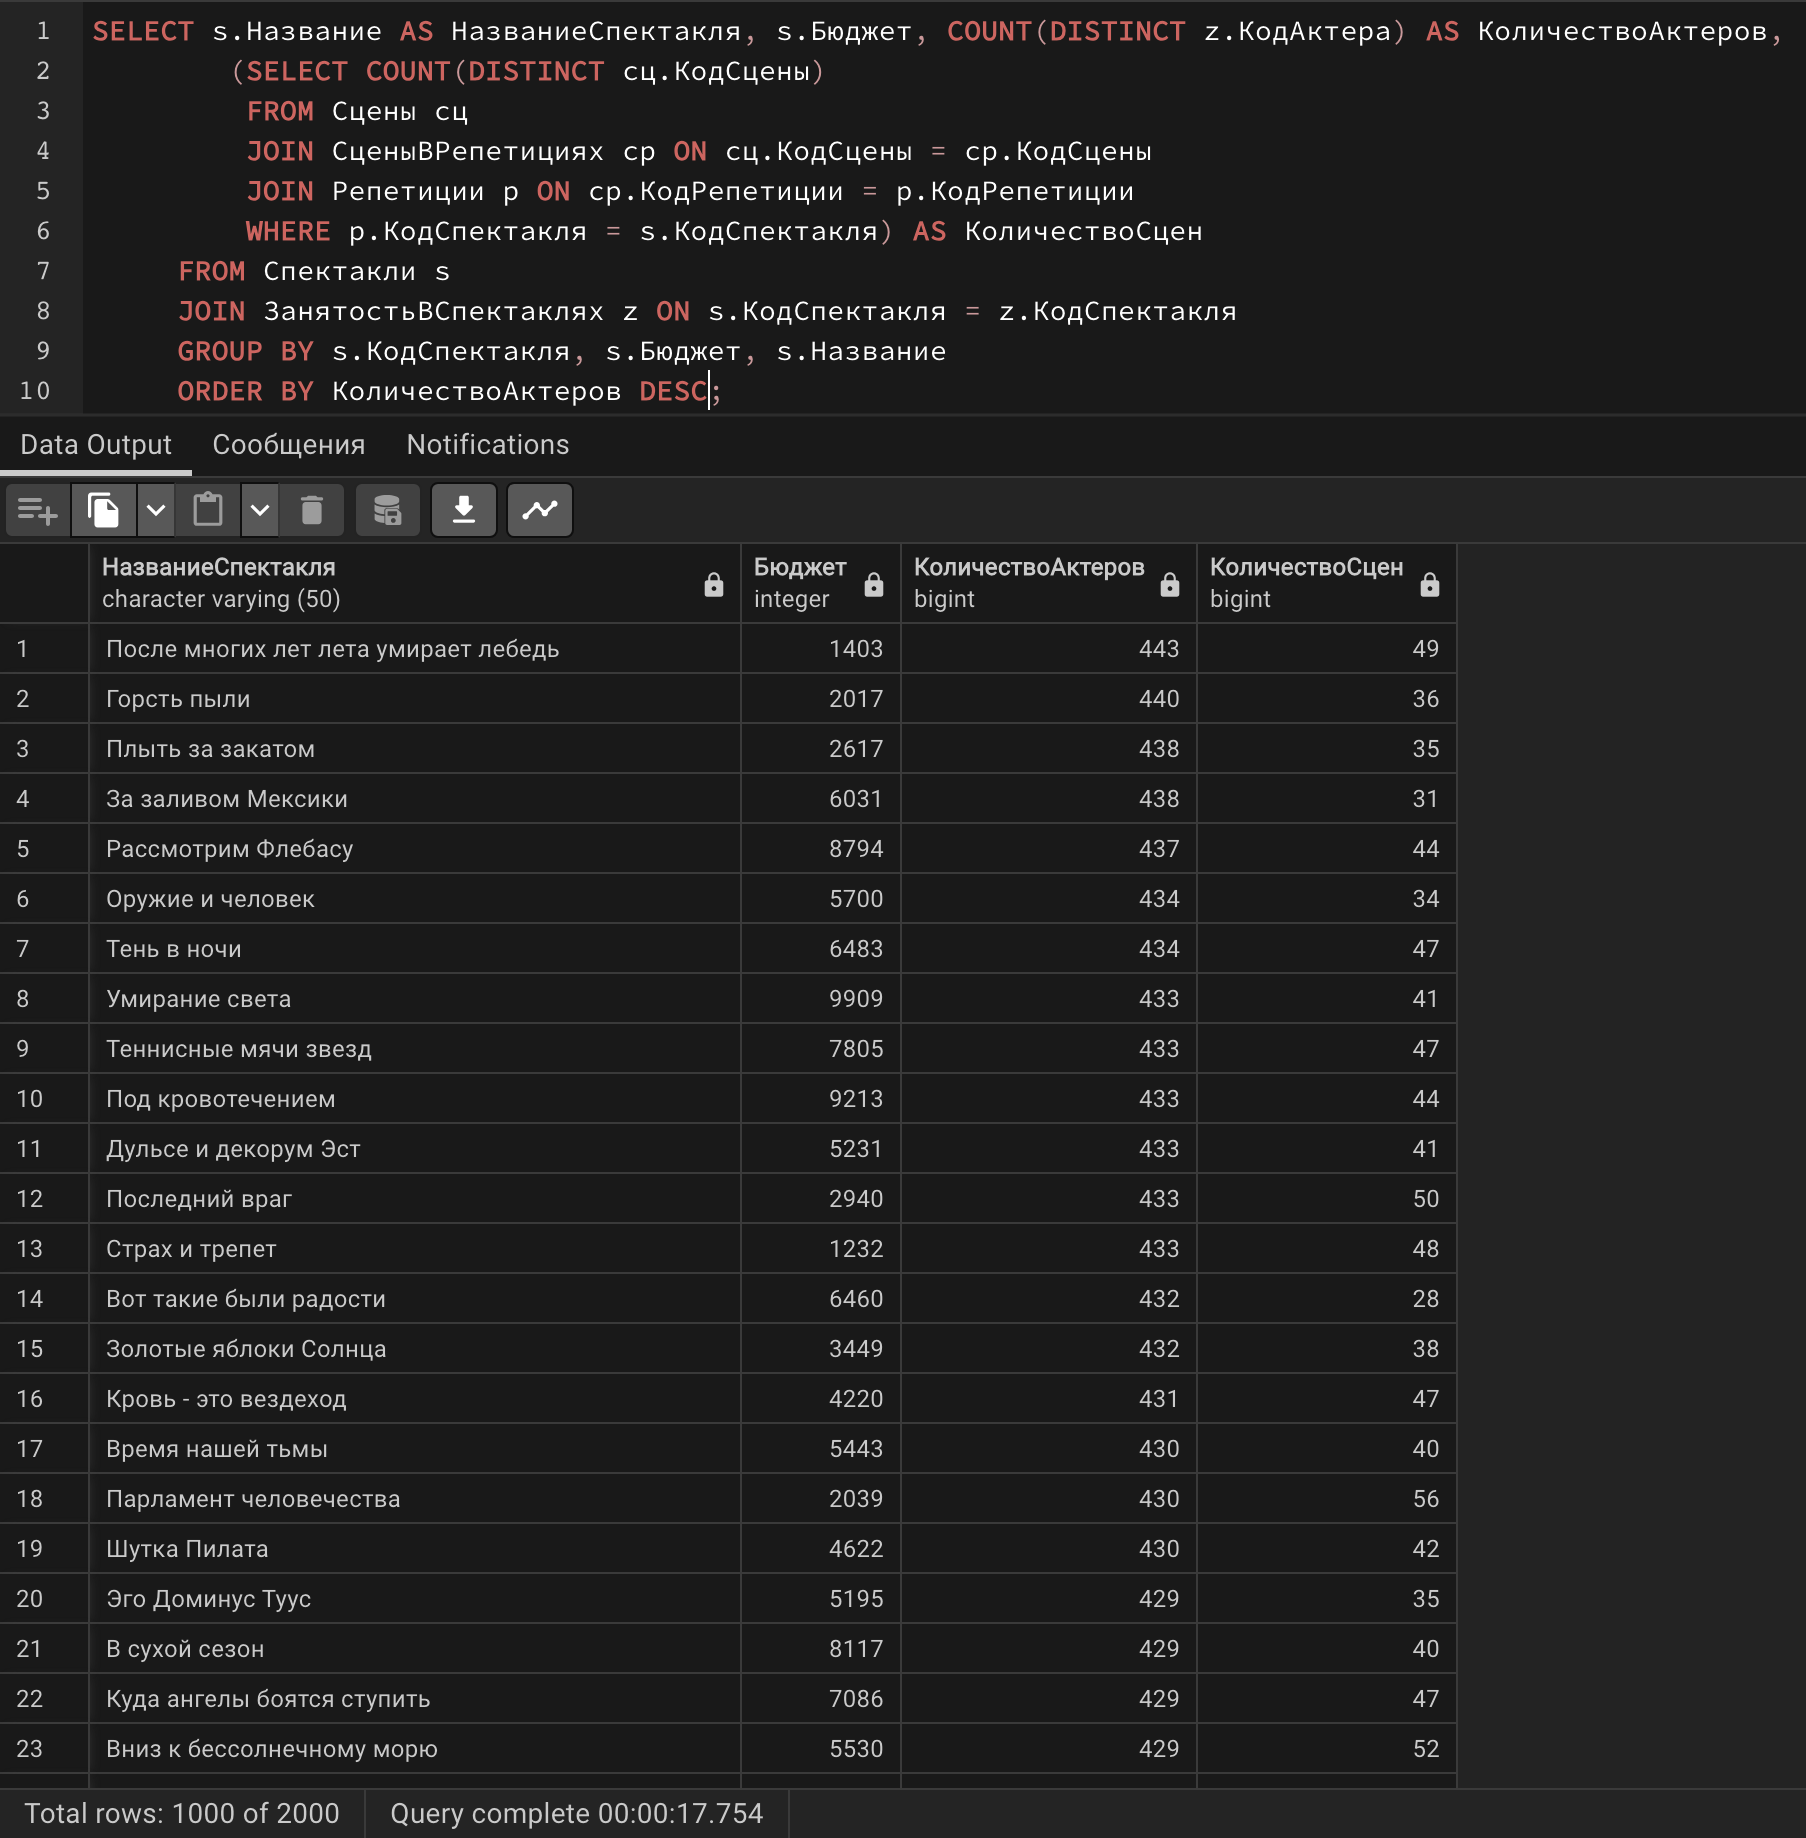 1 SELECT s.Название AS НазваниеСпектакля, s.Бюджет, COUNT(DISTINCT z.КодАктера) AS КоличествоАктеров,
2 (SELECT COUNT(DISTINCT сц.КодСцены)
3 FROM Сцены сц
4 JOIN СценыВРепетициях ср ON сц.КодСцены = ср.КодСцены
5 JOIN Репетиции р ON ср.КодРепетиции = р.КодРепетиции
6 WHERE р.КодСпектакля = s.КодСпектакля) AS КоличествоСцен
7 FROM Спектакли s
8 JOIN ЗанятостьВСпектаклях z ON s.КодСпектакля = z.КодСпектакля
9 GROUP BY s.КодСпектакля, s.Бюджет, s.Название
10 ORDER BY КоличествоАктеров DESC;
Data Output Сообщения Notifications
НазваниеСпектакля Бюджет КоличествоАктеров КоличествоСцен
character varying (50) integer bigint bigint
1 После многих лет лета умирает лебедь 1403 443 49
2 Горсть пыли 2017 440 36
3 Плыть за закатом 2617 438 35
4 За заливом Мексики 6031 438 31
5 Рассмотрим Флебасу 8794 437 44
6 Оружие и человек 5700 434 34
7 Тень в ночи 6483 434 47
8 Умирание света 9909 433 41
9 Теннисные мячи звезд 7805 433 47
10 Под кровотечением 9213 433 44
11 Дульсе и декорум Эст 5231 433 41
12 Последний враг 2940 433 50
13 Страх и трепет 1232 433 48
14 Вот такие были радости 6460 432 28
15 Золотые яблоки Солнца 3449 432 38
16 Кровь - это вездеход 4220 431 47
17 Время нашей тьмы 5443 430 40
18 Парламент человечества 2039 430 56
19 Шутка Пилата 4622 430 42
20 Эго Доминус Туус 5195 429 35
21 В сухой сезон 8117 429 40
22 Куда ангелы боятся ступить 7086 429 47
23 Вниз к бессолнечному морю 5530 429 52
Total rows: 1000 of 2000 Query complete 00:00:17.754